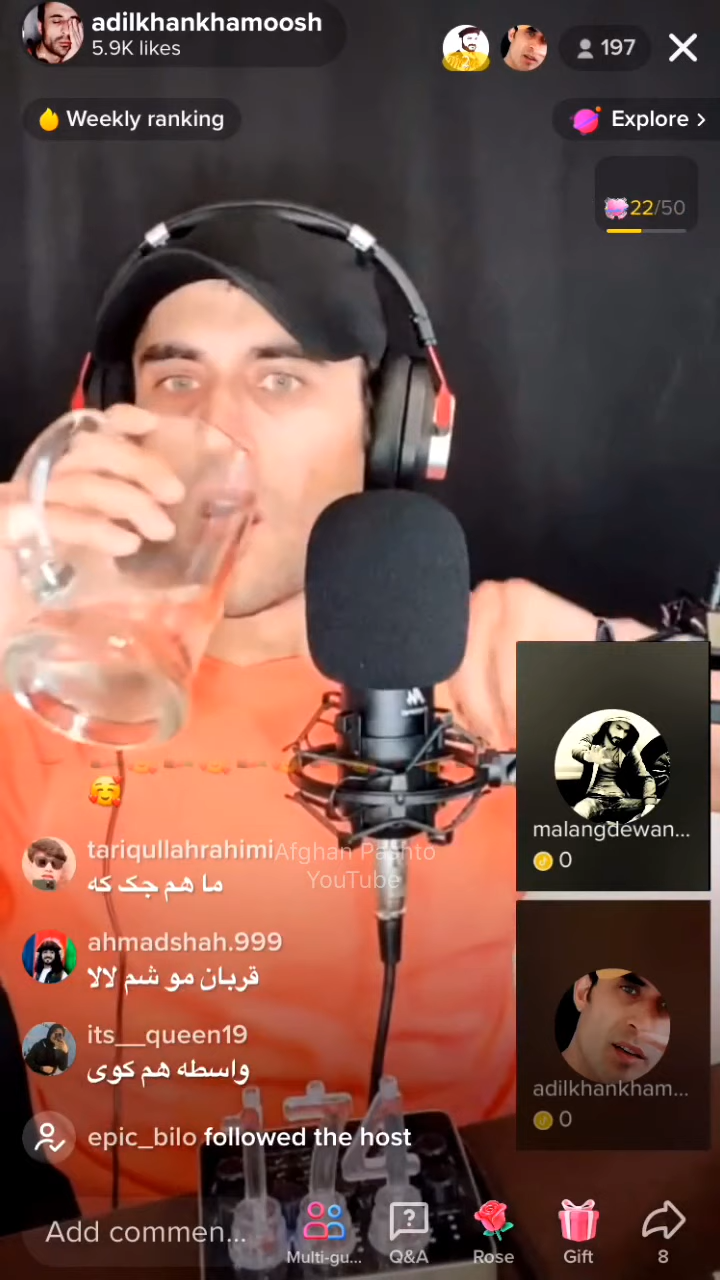 adilkhankhamoosh
5.9K likes
197
Weekly ranking
Explore
22/50
malangdewan...
0
tariqullahrahimi
ما هم جک که
Afghan Pashto
YouTube
ahmadshah.999
قربان مو شم لالا
its__queen19
واسطه هم کوی
adilkhankham...
0
epic_bilo followed the host
174
Add commen...
Multi-gu...
Q&A
Rose
Gift
8